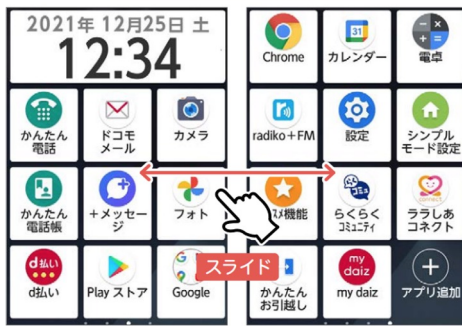 2021年 12月25日 土
12:34
かんたん
電話
ドコモ
メール
カメラ
かんたん
電話帳
+メッセー
ジ
フォト
d払い
d払い
Play ストア
Google
Chrome
31
カレンダー
電卓
radiko+FM
設定
シンプル
モード設定
機能
らくらく
コミュニティ
ララしあ
コネクト
スライド
かんたん
お引越し
my
daiz
my daiz
アプリ追加